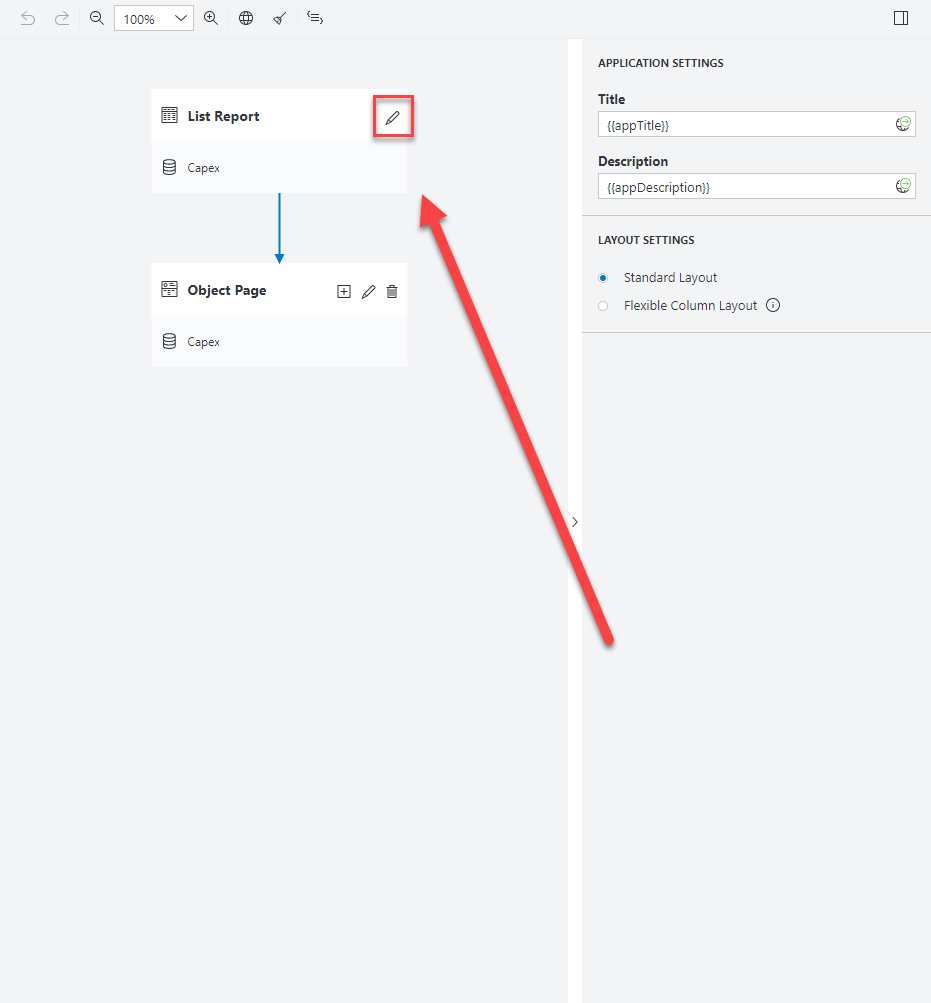 100%
List Report
Capex
Object Page
Capex
APPLICATION SETTINGS
Title
{{appTitle}}
Description
{{appDescription}}
LAYOUT SETTINGS
Standard Layout
Flexible Column Layout